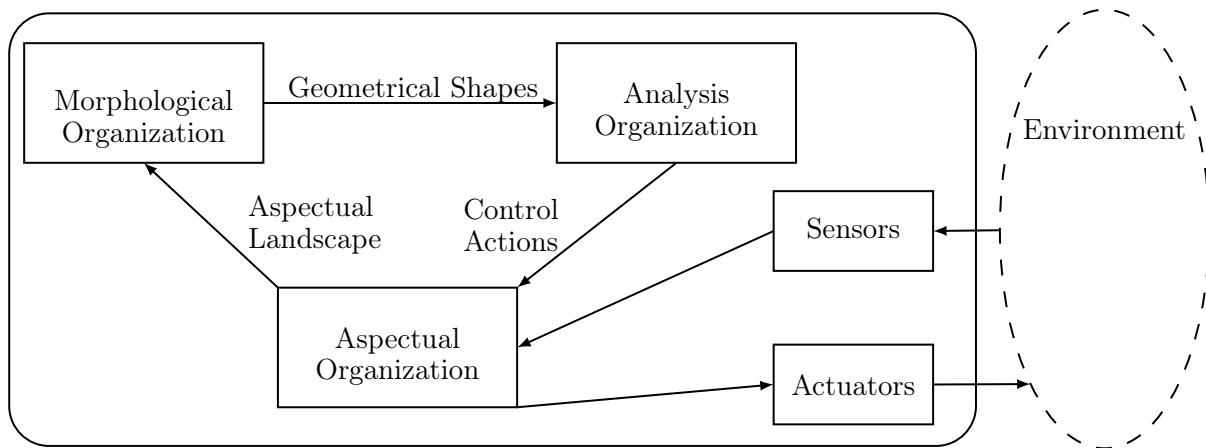 Morphological
Organization
Geometrical Shapes
Analysis
Organization
Environment
Aspectual
Landscape
Control
Actions
Sensors
Aspectual
Organization
Actuators